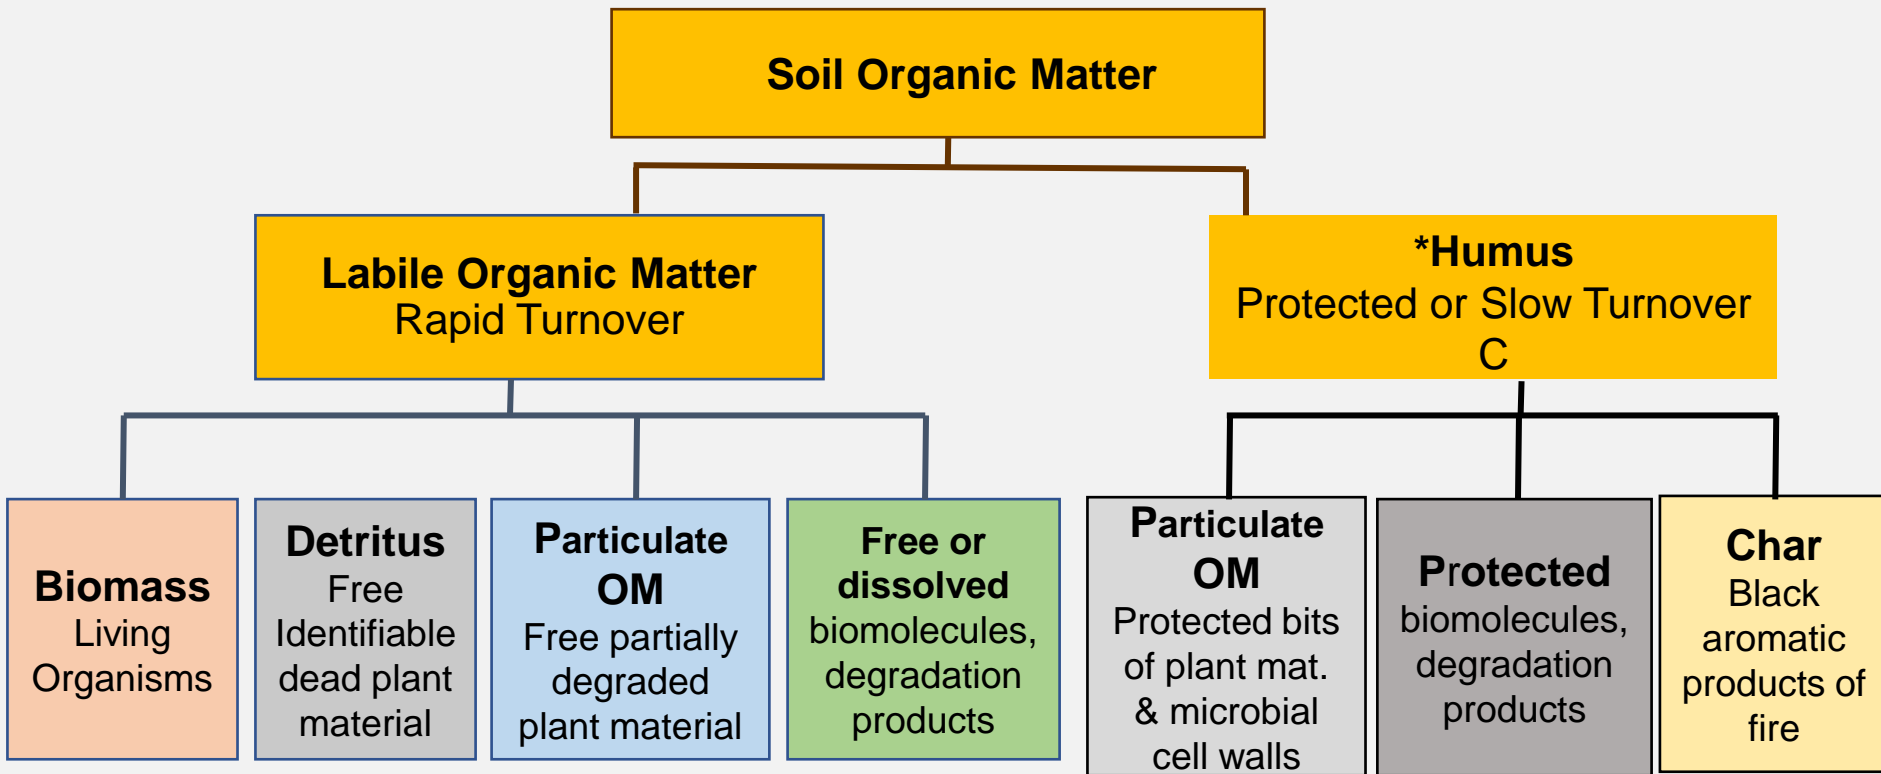 Soil Organic Matter
Labile Organic Matter
Rapid Turnover
*Humus
Protected or Slow Turnover
C
Biomass
Living
Organisms
Detritus
Free
Identifiable
dead plant
material
Particulate
OM
Free partially
degraded
plant material
Free or
dissolved
biomolecules,
degradation
products
Particulate
OM
Protected bits
of plant mat.
& microbial
cell walls
Protected
biomolecules,
degradation
products
Char
Black
aromatic
products of
fire